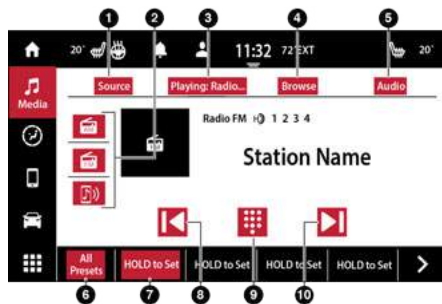 1 2 3 4 5
20° 11:32 72°EXT 20°
Media
Source Playing: Radio... Browse Audio
Radio FM 1 2 3 4
Station Name
All Presets HOLD to Set HOLD to Set HOLD to Set HOLD to Set
8 9 10
6 7